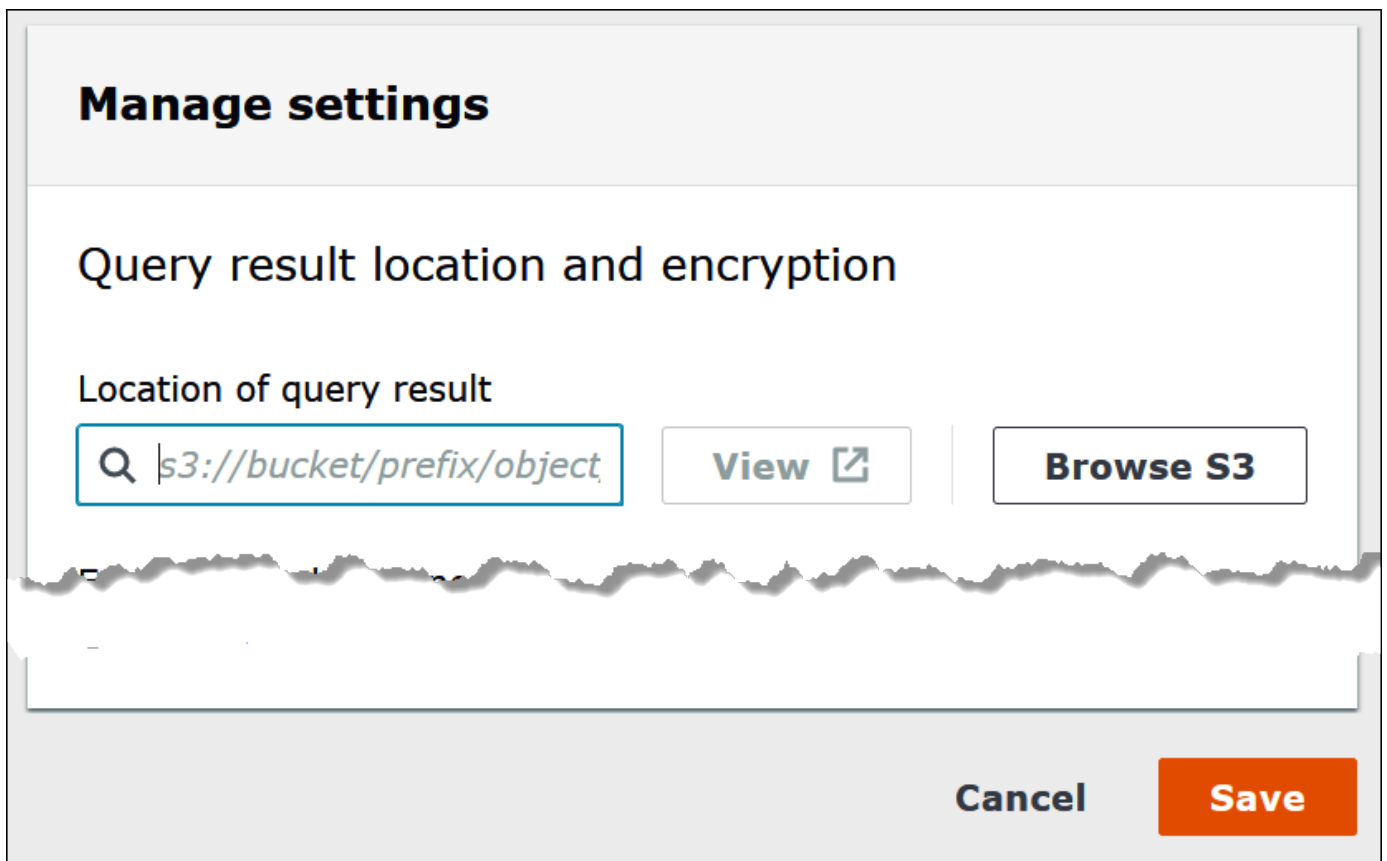 Manage settings
Query result location and encryption
Location of query result
s3://bucket/prefix/object
View
Browse S3
Cancel
Save